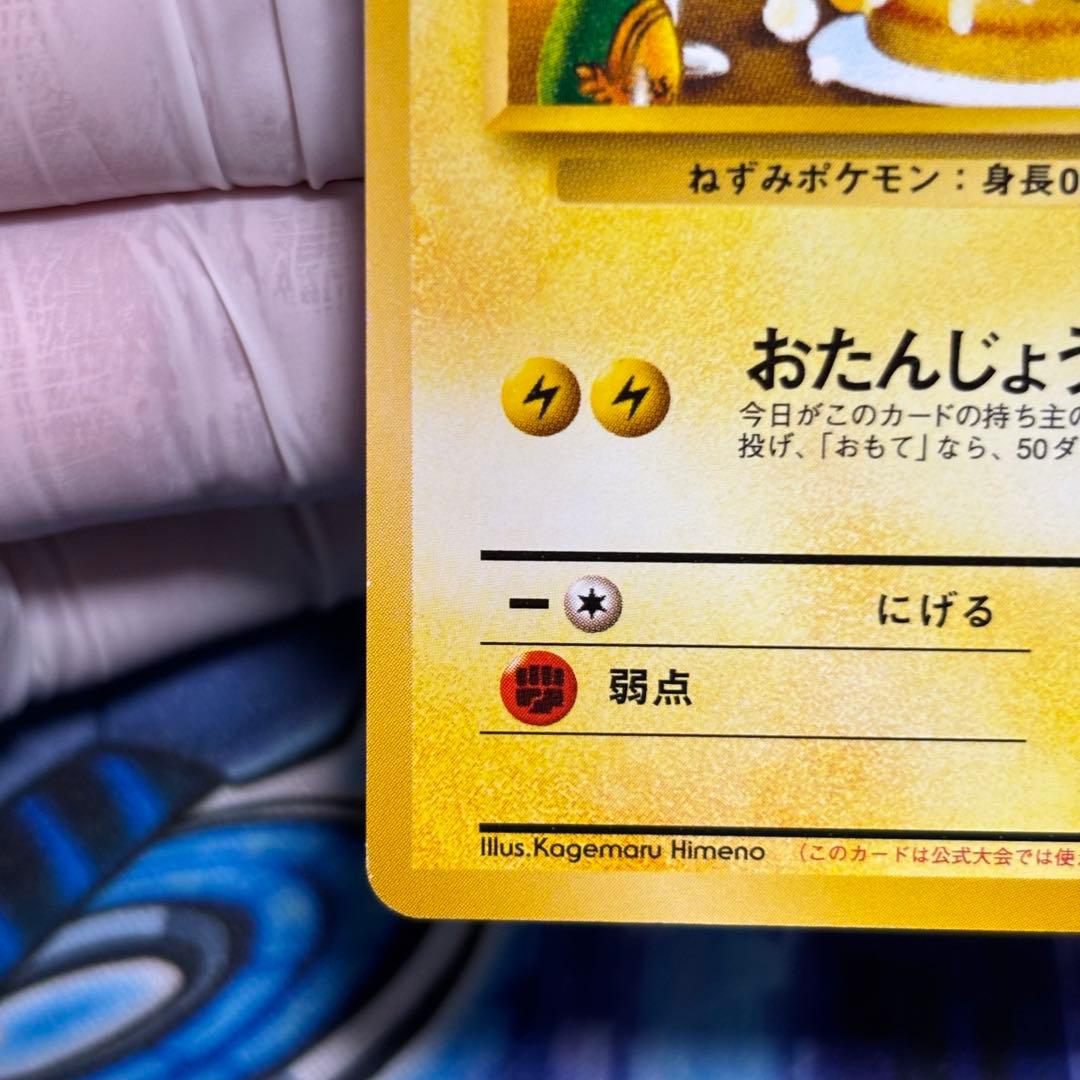 ねずみポケモン：身長0
おたんじょう
今日がこのカードの持ち主の
投げ、「おもて」なら、50ダ
にげる
弱点
Illus.Kagemaru Himeno （このカードは公式大会では使